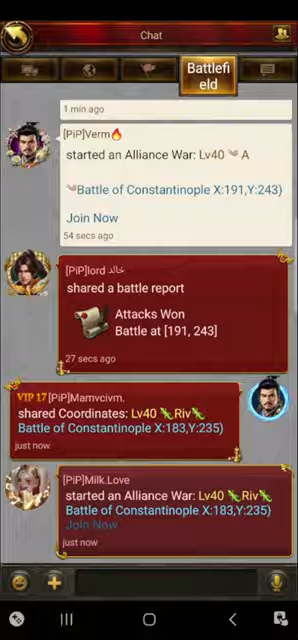 Chat
Battlefi
eld
1 min ago
[PiP]Verm🔥
started an Alliance War: Lv40 A
Battle of Constantinople X:191,Y:243)
Join Now
54 secs ago
[PiP]lord خالد
shared a battle report
Attacks Won
Battle at [191, 243]
27 secs ago
VIP 17 [PiP]Mamvcivm.
shared Coordinates: Lv40 🦎Riv🦎
Battle of Constantinople X:183,Y:235)
just now
[PiP]Milk.Love
started an Alliance War: Lv40 🦎Riv🦎
Battle of Constantinople X:183,Y:235)
Join Now
just now